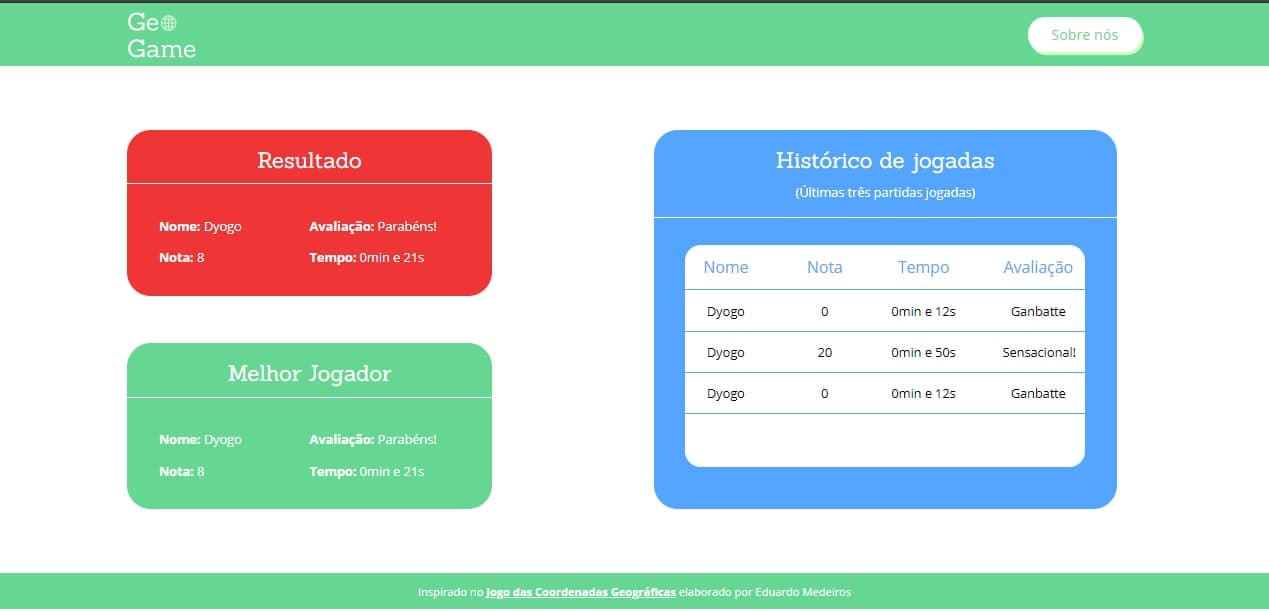 Ge
Game
Sobre nós
Resultado
Nome: Dyogo
Avaliação: Parabéns!
Nota: 8
Tempo: 0min e 21s
Melhor Jogador
Nome: Dyogo
Avaliação: Parabéns!
Nota: 8
Tempo: 0min e 21s
Histórico de jogadas
(Últimas três partidas jogadas)
Nome Nota Tempo Avaliação
Dyogo 0 0min e 12s Ganbatte
Dyogo 20 0min e 50s Sensacional!
Dyogo 0 0min e 12s Ganbatte
Inspirado no Jogo das Coordenadas Geográficas elaborado por Eduardo Medeiros